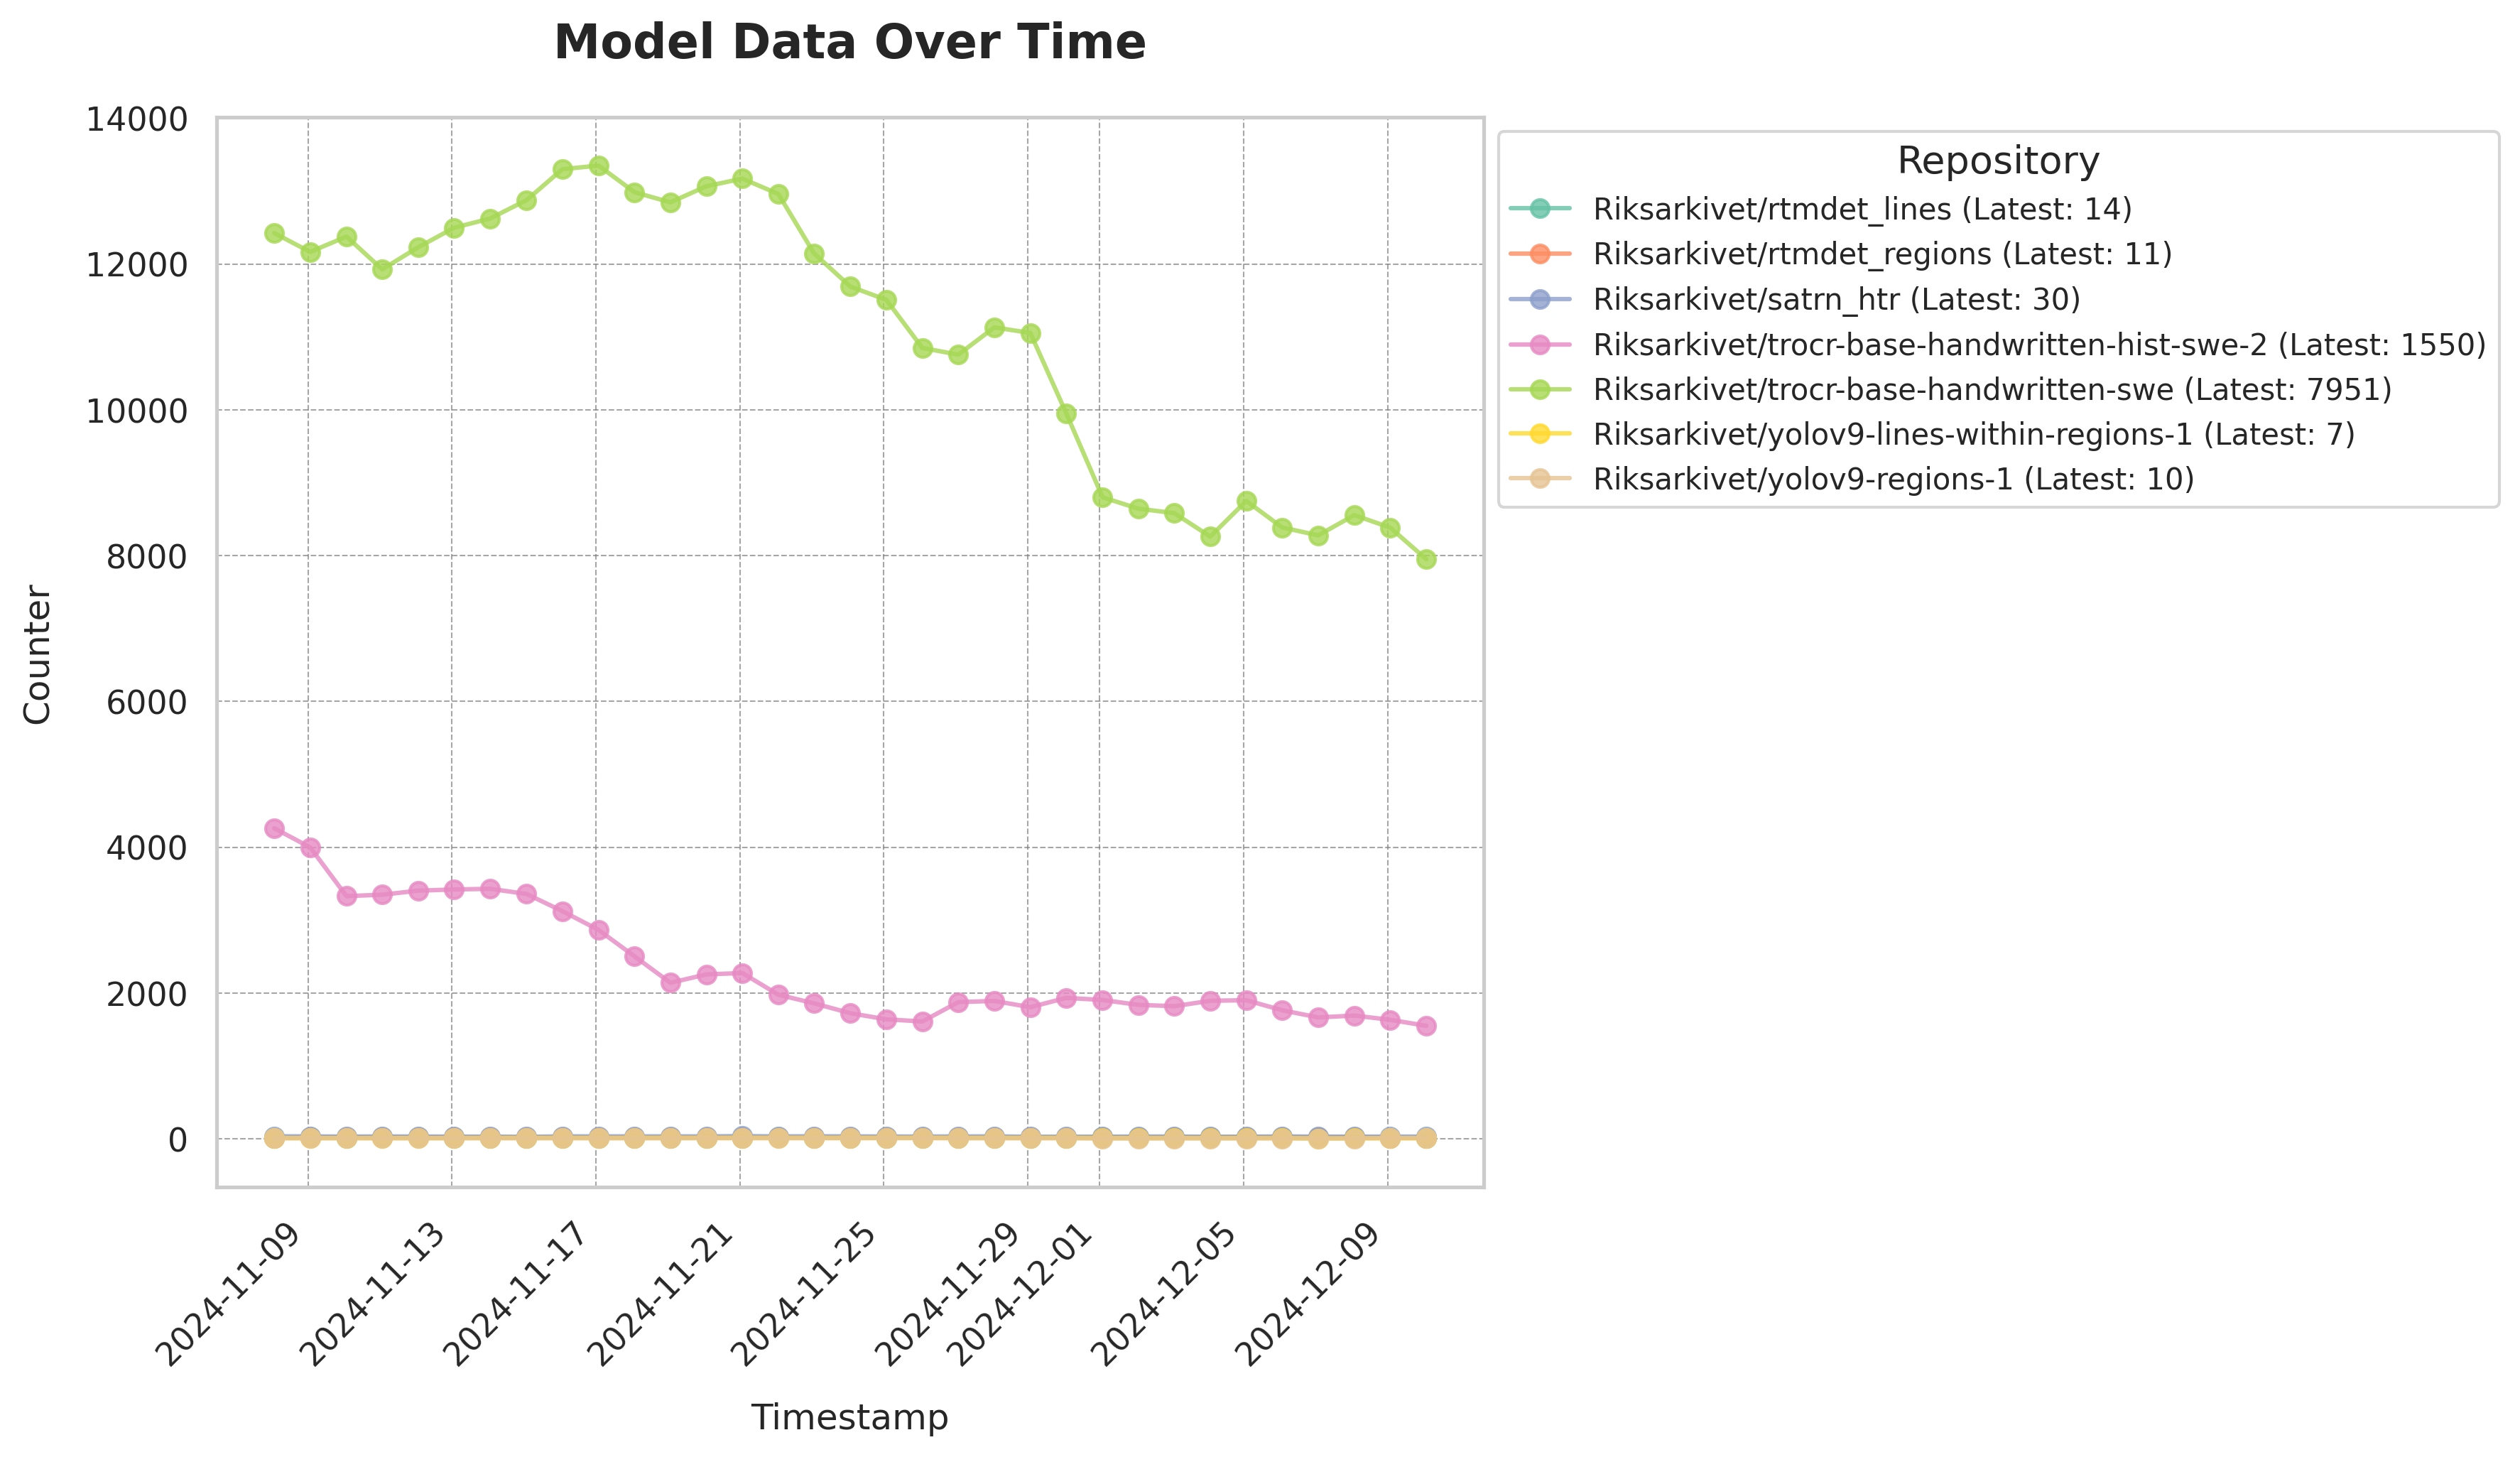 Model Data Over Time
14000
12000
10000
8000
6000
4000
2000
0
Counter
2024-11-09
2024-11-13
2024-11-17
2024-11-21
2024-11-25
2024-11-29
2024-12-01
2024-12-05
2024-12-09
Timestamp
Repository
Riksarkivet/rtmdet_lines (Latest: 14)
Riksarkivet/rtmdet_regions (Latest: 11)
Riksarkivet/satrn_htr (Latest: 30)
Riksarkivet/trocr-base-handwritten-hist-swe-2 (Latest: 1550)
Riksarkivet/trocr-base-handwritten-swe (Latest: 7951)
Riksarkivet/yolov9-lines-within-regions-1 (Latest: 7)
Riksarkivet/yolov9-regions-1 (Latest: 10)